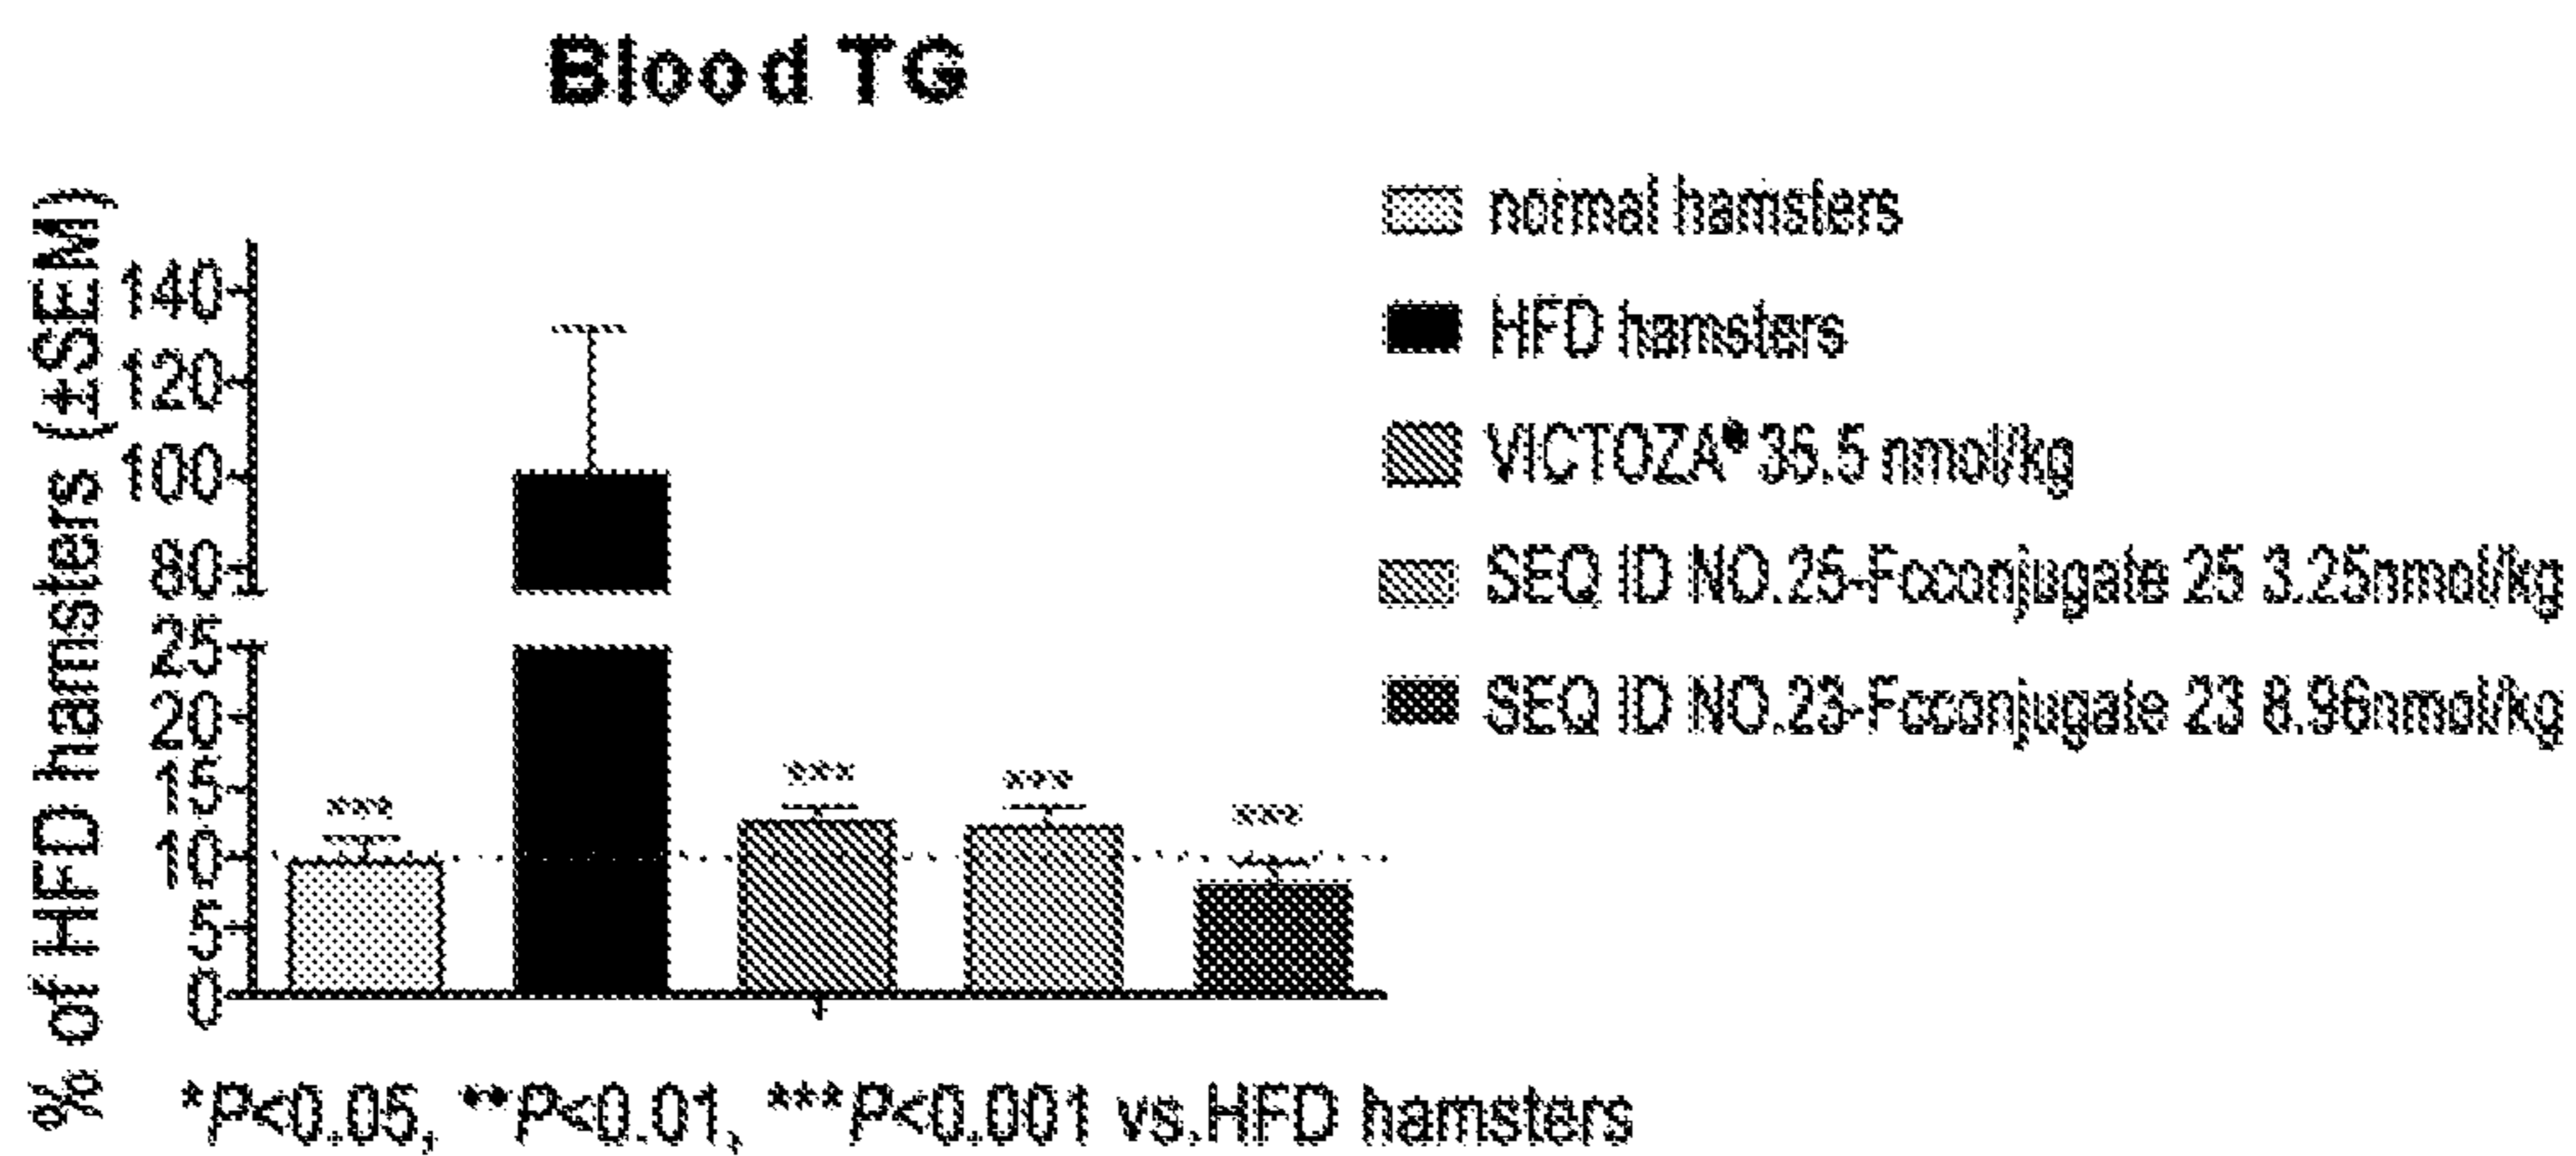 Blood TG
% of HFD hamsters (±SEM)
140
120
100
80
25
20
15
10
5
0
***
***
***
***
normal hamsters
HFD hamsters
VICTOZA® 35.5 nmol/kg
SEQ ID NO.25-Fcconjugate 25 3.25nmol/kg
SEQ ID NO.23-Fcconjugate 23 8.96nmol/kg
*P<0.05, **P<0.01, ***P<0.001 vs.HFD hamsters